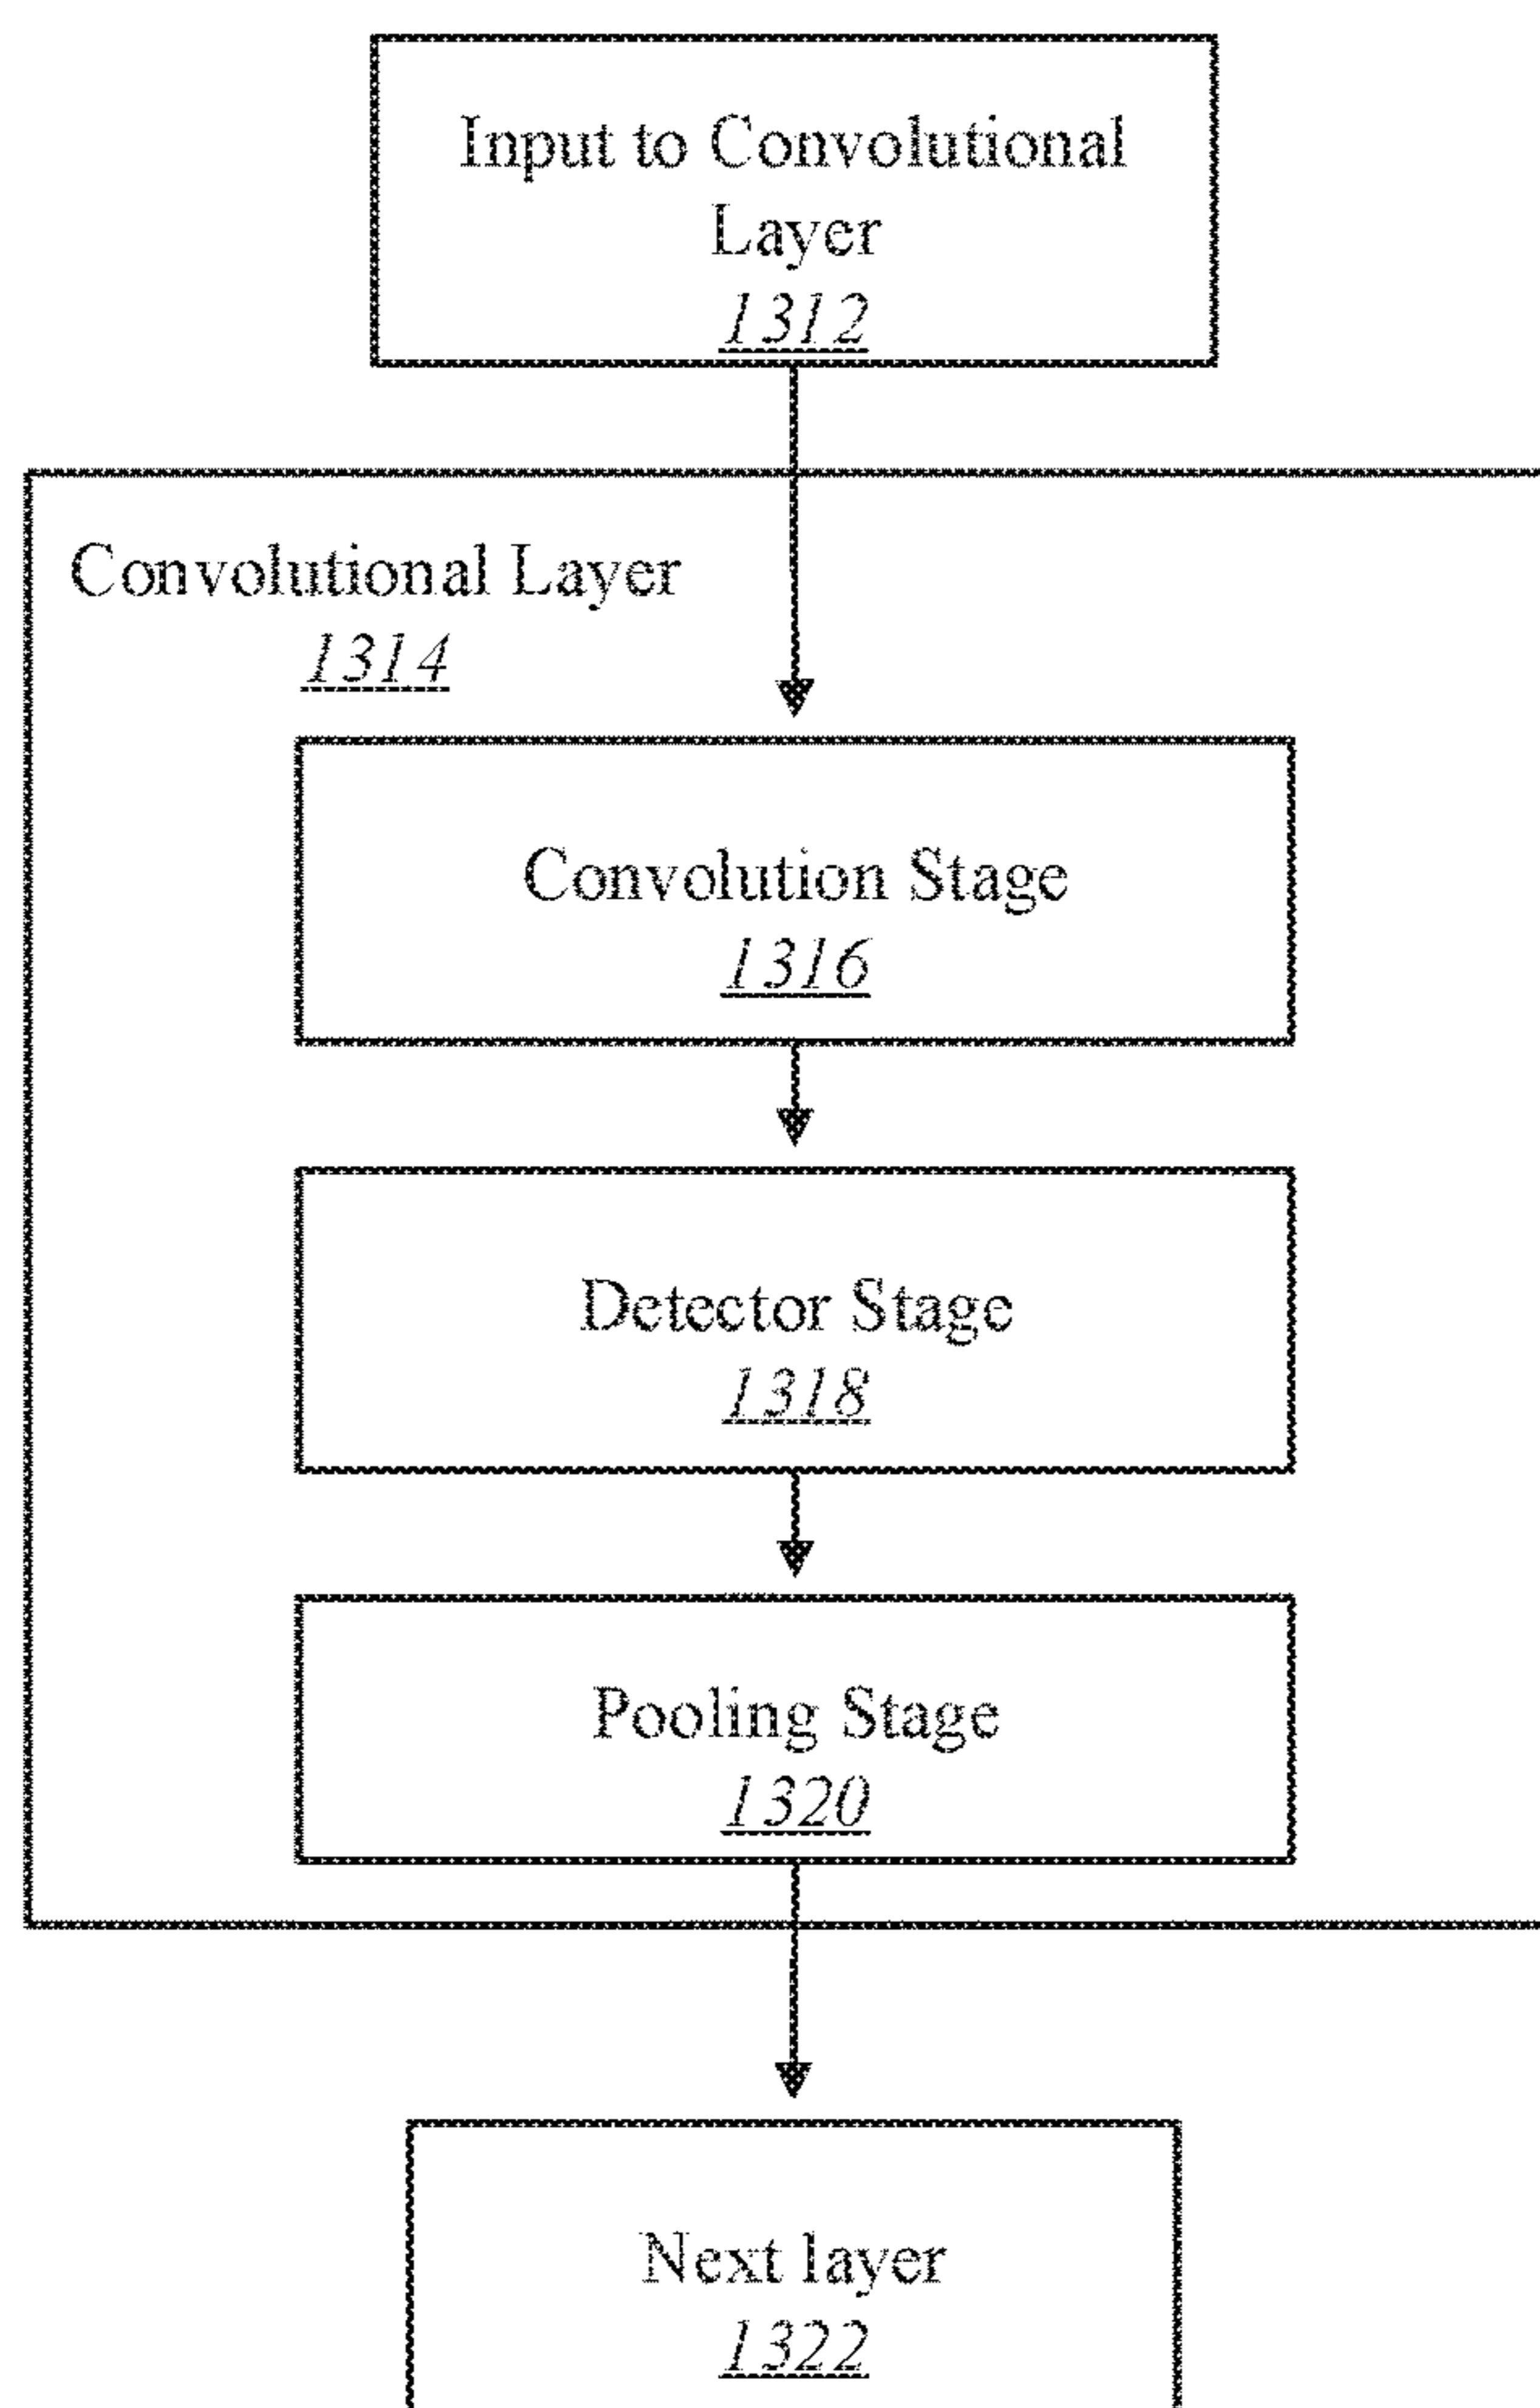 Input to Convolutional
Layer
1312
Convolutional Layer
1314
Convolution Stage
1316
Detector Stage
1318
Pooling Stage
1320
Next layer
1322